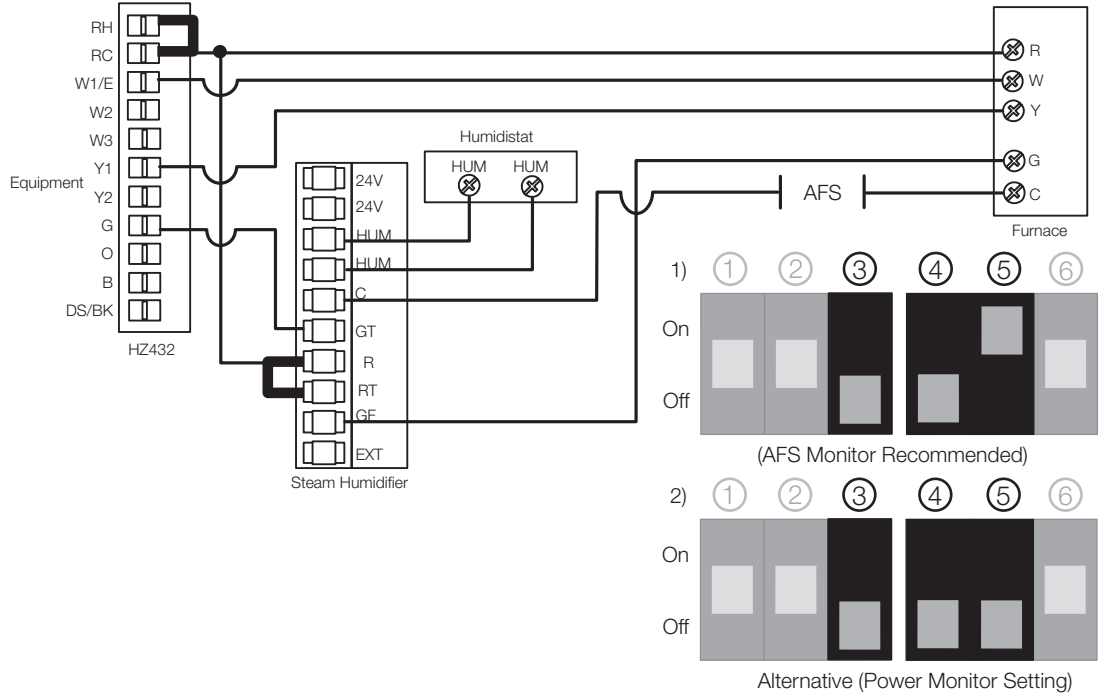 Equipment
RH
RC
W1/E
W2
W3
Y1
Y2
G
O
B
DS/BK
HZ432
24V
24V
HUM
HUM
C
GT
R
RT
GF
EXT
Steam Humidifier
Humidistat
HUM HUM
AFS
R
W
Y
G
C
Furnace
1) 1 2 3 4 5 6
On
Off
(AFS Monitor Recommended)
2) 1 2 3 4 5 6
On
Off
Alternative (Power Monitor Setting)